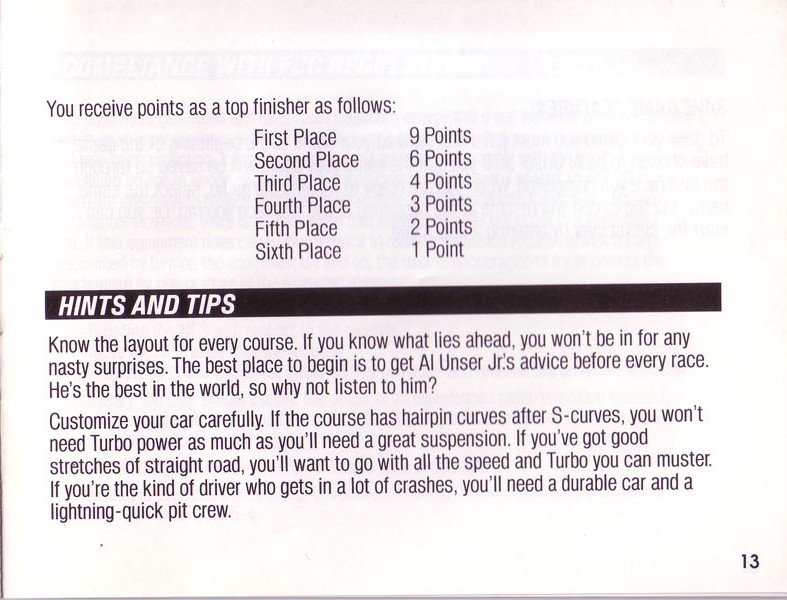 You receive points as a top finisher as follows:
First Place 9 Points
Second Place 6 Points
Third Place 4 Points
Fourth Place 3 Points
Fifth Place 2 Points
Sixth Place 1 Point
HINTS AND TIPS
Know the layout for every course. If you know what lies ahead, you won't be in for any
nasty surprises. The best place to begin is to get Al Unser Jr.'s advice before every race.
He's the best in the world, so why not listen to him?
Customize your car carefully. If the course has hairpin curves after S-curves, you won't
need Turbo power as much as you'll need a great suspension. If you've got good
stretches of straight road, you'll want to go with all the speed and Turbo you can muster.
If you're the kind of driver who gets in a lot of crashes, you'll need a durable car and a
lightning-quick pit crew.
13